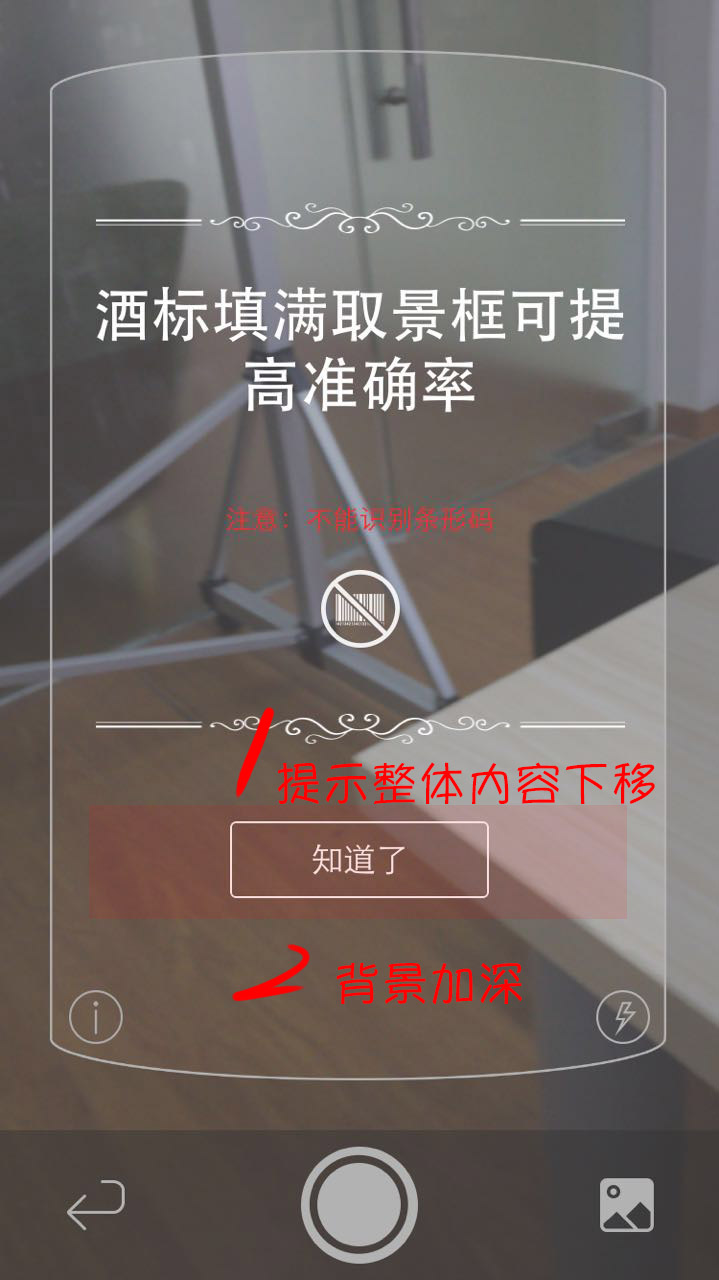 酒标填满取景框可提
高准确率
注意：不能识别条形码
1 提示整体内容下移
知道了
2 背景加深